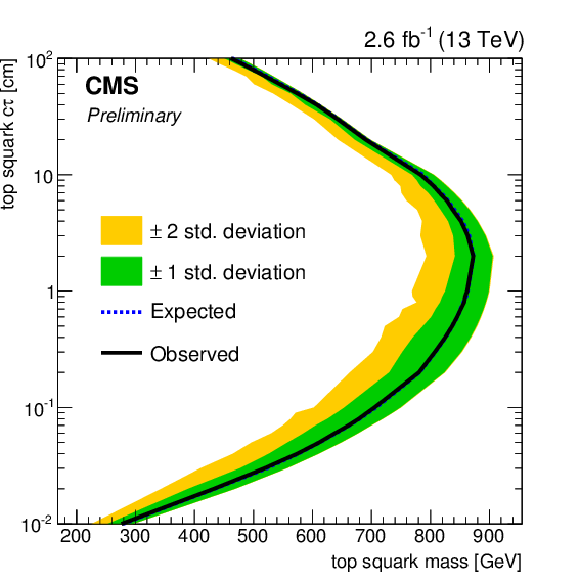 2.6 fb⁻¹ (13 TeV)
top squark cτ [cm]
10²
10
1
10⁻¹
10⁻²
CMS
Preliminary
± 2 std. deviation
± 1 std. deviation
Expected
Observed
200 300 400 500 600 700 800 900
top squark mass [GeV]